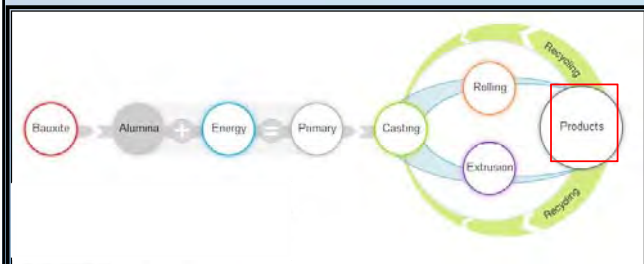 Recycling
Rolling
Bauxite
Alumina
+
Energy
=
Primary
Casting
Products
Extrusion
Recycling